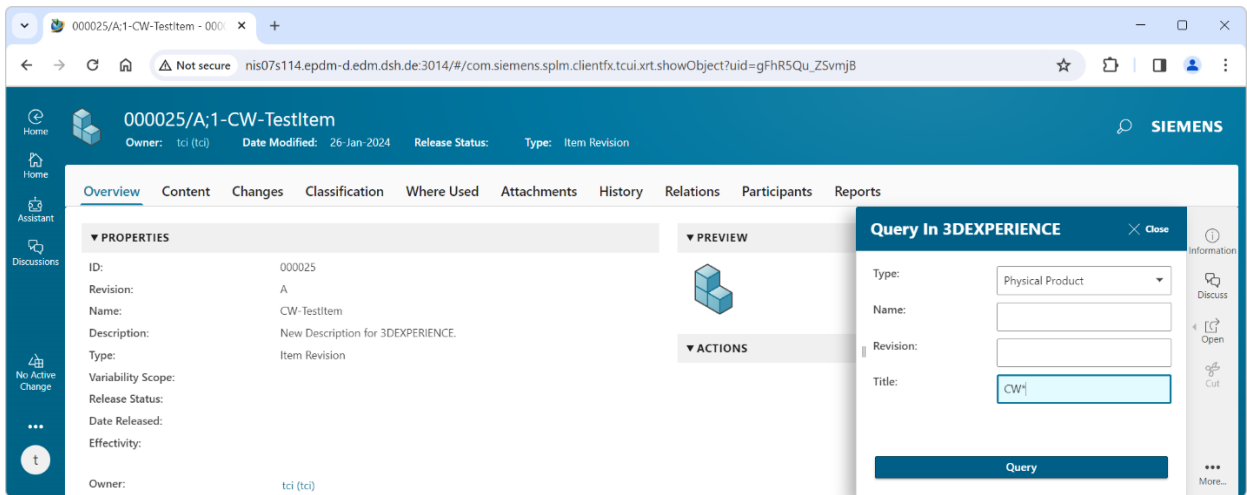 000025/A;1-CW-TestItem - 000
Not secure nis07s114.epdm-d.edm.dsh.de:3014/#/com.siemens.splm.clientfx.tcui.xrt.showObject?uid=gFhR5Qu_ZSvmjB
Home
000025/A;1-CW-TestItem
Owner: tci (tci) Date Modified: 26-Jan-2024 Release Status: Type: Item Revision
SIEMENS
Home
Overview Content Changes Classification Where Used Attachments History Relations Participants Reports
Assistant
Discussions
PROPERTIES
ID: 000025
Revision: A
Name: CW-TestItem
Description: New Description for 3DEXPERIENCE.
Type: Item Revision
Variability Scope:
Release Status:
Date Released:
Effectivity:
Owner: tci (tci)
No Active
Change
t
PREVIEW
ACTIONS
Query In 3DEXPERIENCE
Close
Type: Physical Product
Name:
Revision:
Title: CW*
Query
Information
Discuss
Open
Cut
More...